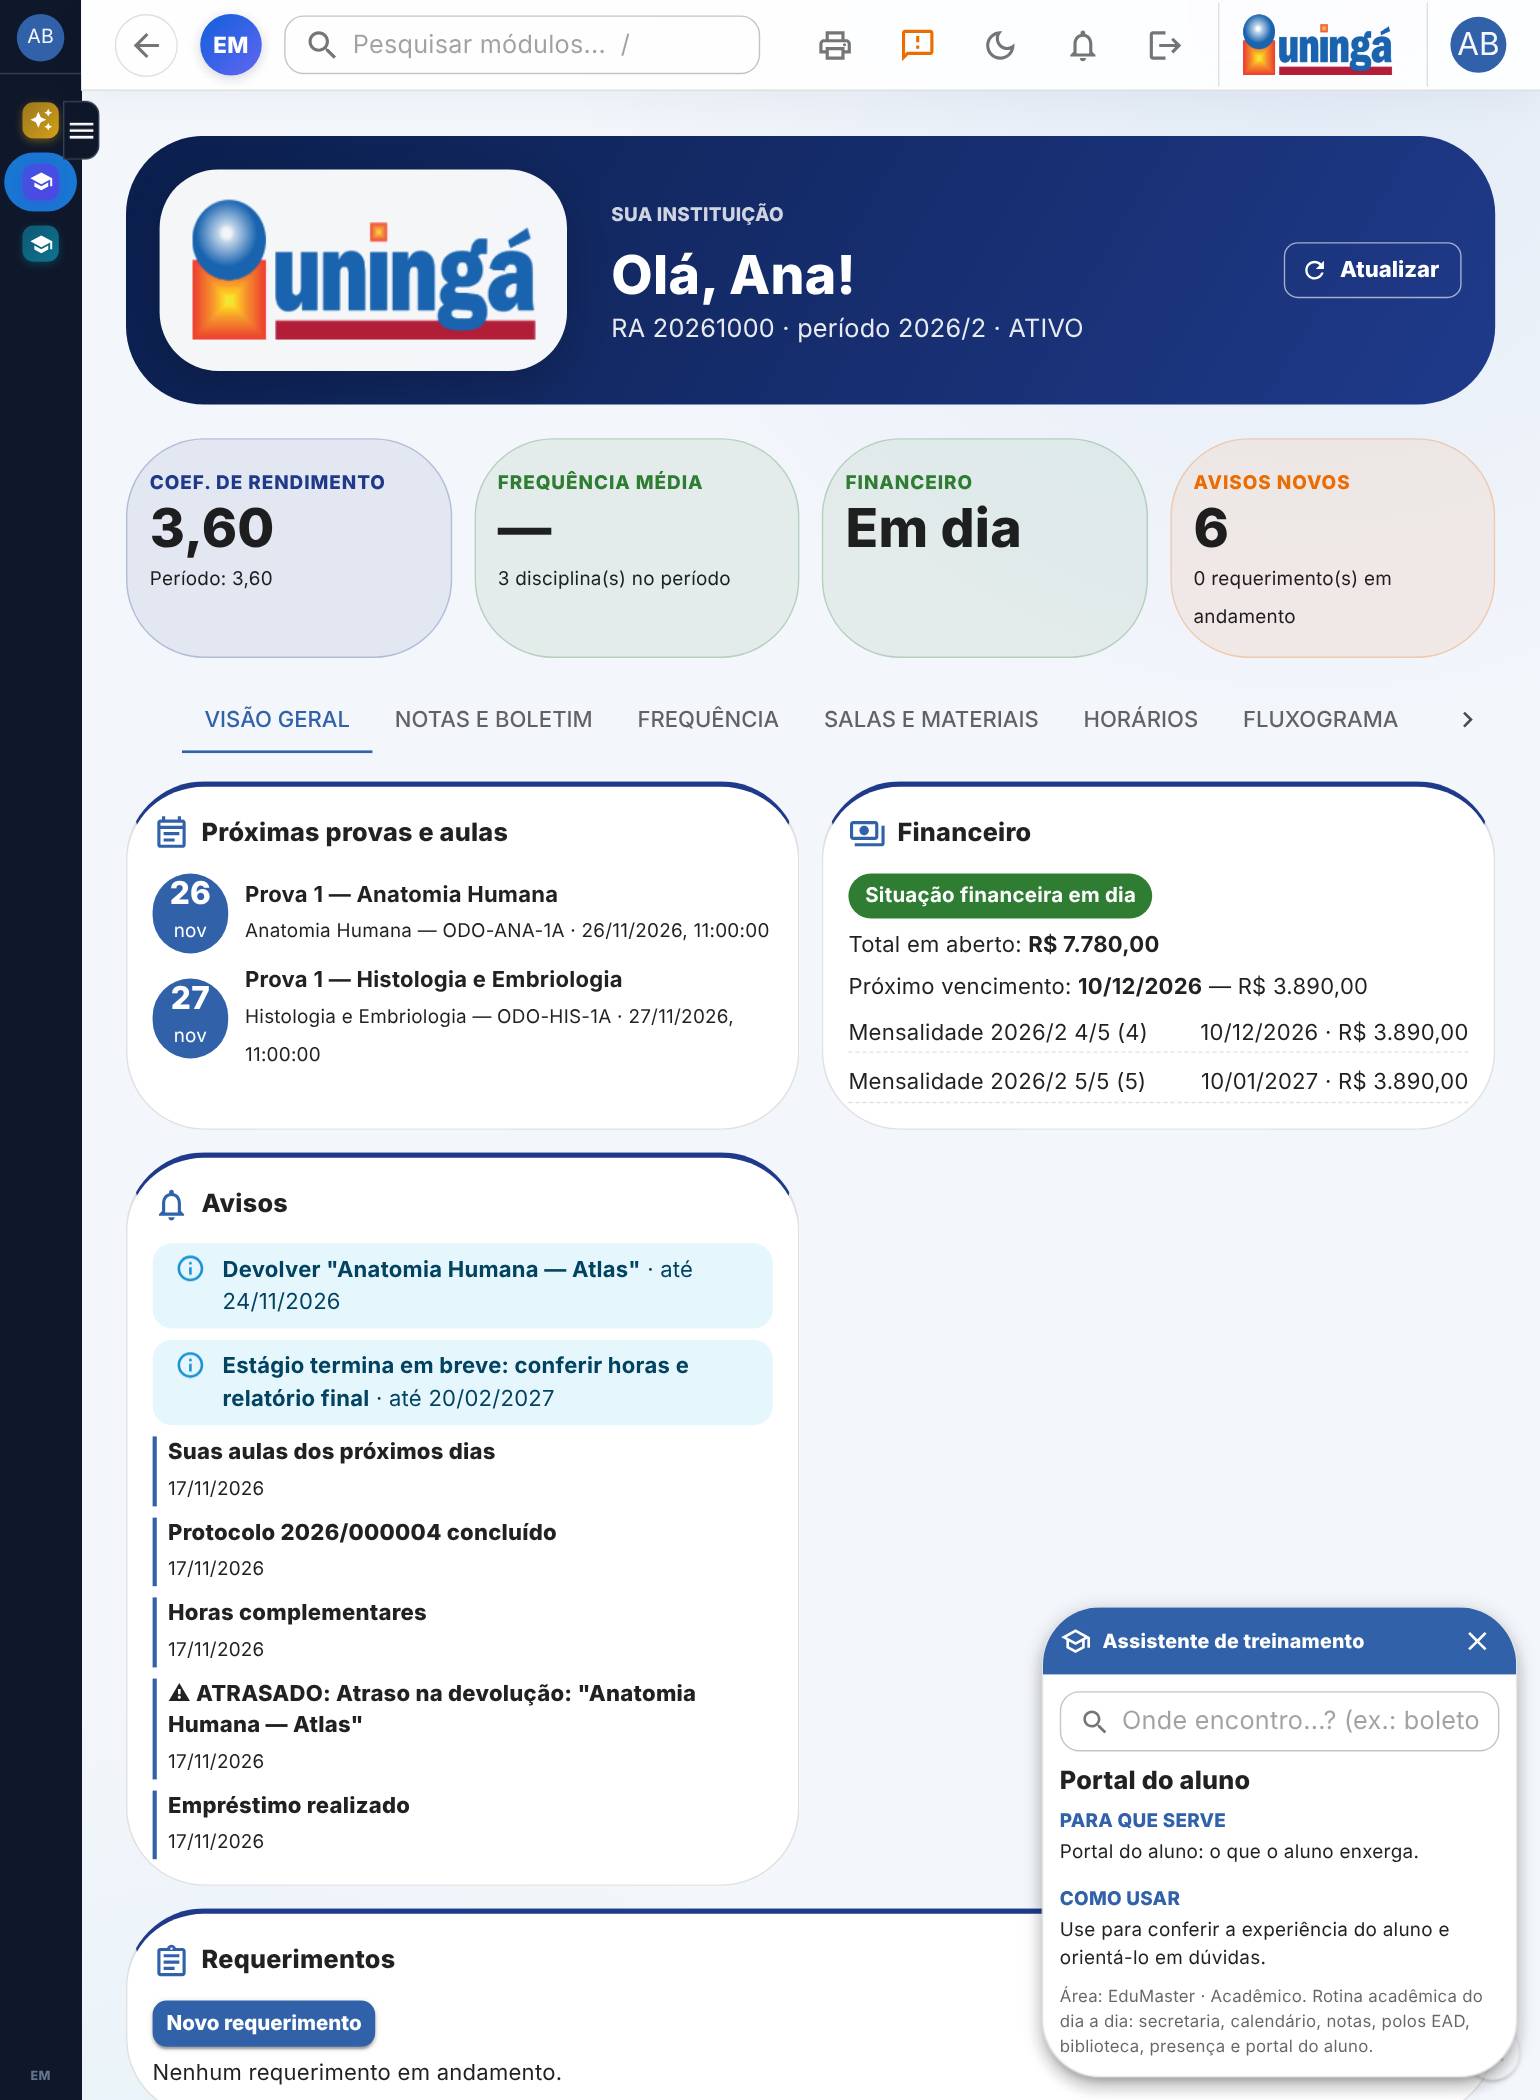 AB
EM
Pesquisar módulos... /
uningá
AB
uningá
SUA INSTITUIÇÃO
Olá, Ana!
RA 20261000 · período 2026/2 · ATIVO
Atualizar
COEF. DE RENDIMENTO
3,60
Período: 3,60
FREQUÊNCIA MÉDIA
—
3 disciplina(s) no período
FINANCEIRO
Em dia
AVISOS NOVOS
6
0 requerimento(s) em
andamento
VISÃO GERAL
NOTAS E BOLETIM
FREQUÊNCIA
SALAS E MATERIAIS
HORÁRIOS
FLUXOGRAMA
Próximas provas e aulas
26
nov
Prova 1 — Anatomia Humana
Anatomia Humana — ODO-ANA-1A · 26/11/2026, 11:00:00
27
nov
Prova 1 — Histologia e Embriologia
Histologia e Embriologia — ODO-HIS-1A · 27/11/2026,
11:00:00
Financeiro
Situação financeira em dia
Total em aberto: R$ 7.780,00
Próximo vencimento: 10/12/2026 — R$ 3.890,00
Mensalidade 2026/2 4/5 (4) 10/12/2026 · R$ 3.890,00
Mensalidade 2026/2 5/5 (5) 10/01/2027 · R$ 3.890,00
Avisos
Devolver "Anatomia Humana — Atlas" · até
24/11/2026
Estágio termina em breve: conferir horas e
relatório final · até 20/02/2027
Suas aulas dos próximos dias
17/11/2026
Protocolo 2026/000004 concluído
17/11/2026
Horas complementares
17/11/2026
⚠ ATRASADO: Atraso na devolução: "Anatomia
Humana — Atlas"
17/11/2026
Empréstimo realizado
17/11/2026
Requerimentos
Novo requerimento
Nenhum requerimento em andamento.
Assistente de treinamento
Onde encontro...? (ex.: boleto
Portal do aluno
PARA QUE SERVE
Portal do aluno: o que o aluno enxerga.
COMO USAR
Use para conferir a experiência do aluno e
orientá-lo em dúvidas.
Área: EduMaster · Acadêmico. Rotina acadêmica do
dia a dia: secretaria, calendário, notas, polos EAD,
biblioteca, presença e portal do aluno.
EM